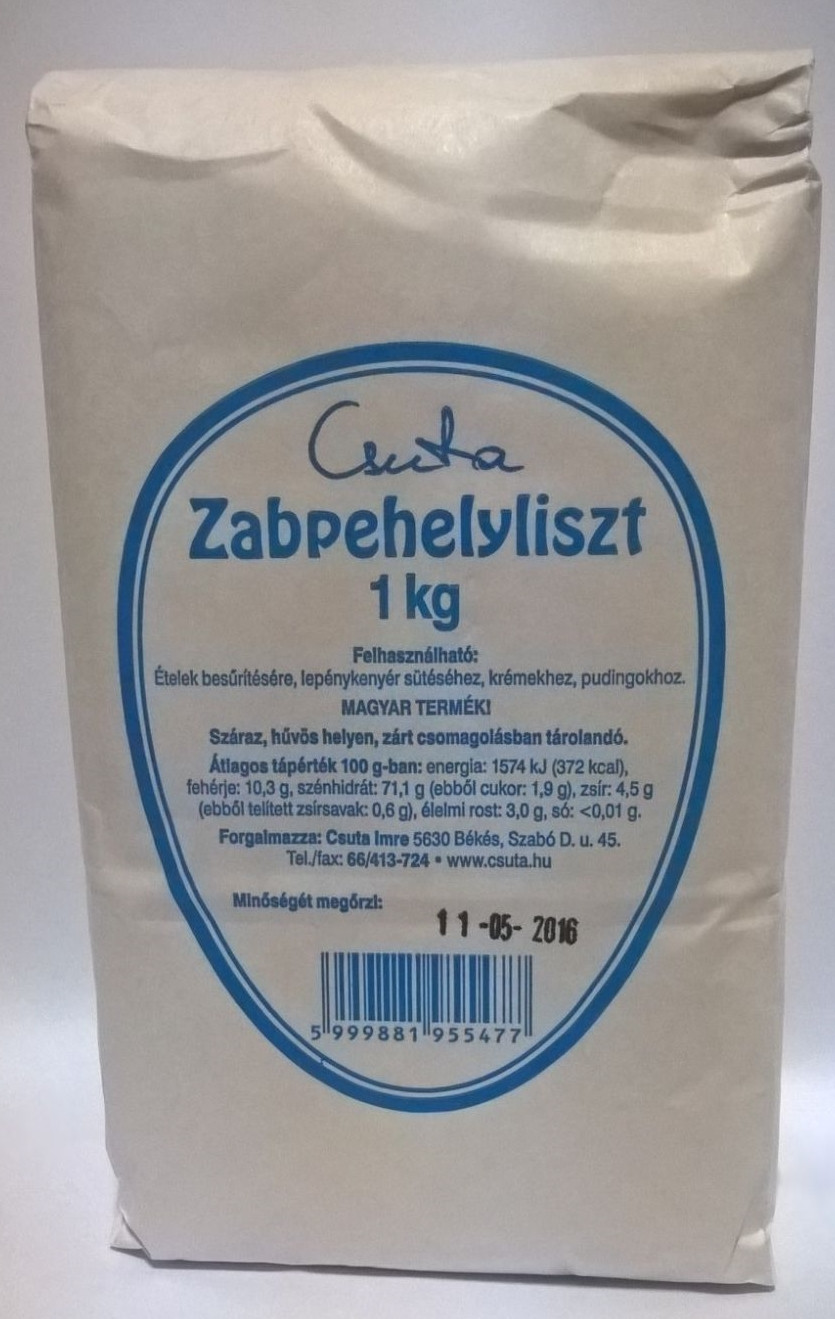 Csuta
Zabpehelyliszt
1 kg
Felhasználható:
Ételek besűrítésére, lepénykenyér sütéséhez, krémekhez, pudingokhoz.
MAGYAR TERMÉK!
Száraz, hűvös helyen, zárt csomagolásban tárolandó.
Átlagos tápérték 100 g-ban: energia: 1574 kJ (372 kcal),
fehérje: 10,3 g, szénhidrát: 71,1 g (ebből cukor: 1,9 g), zsír: 4,5 g
(ebből telített zsírsavak: 0,6 g), élelmi rost: 3,0 g, só: <0,01 g.
Forgalmazza: Csuta Imre 5630 Békés, Szabó D. u. 45.
Tel./fax: 66/413-724 • www.csuta.hu
Minőségét megőrzi:
11-05-2016
5 999881 955477